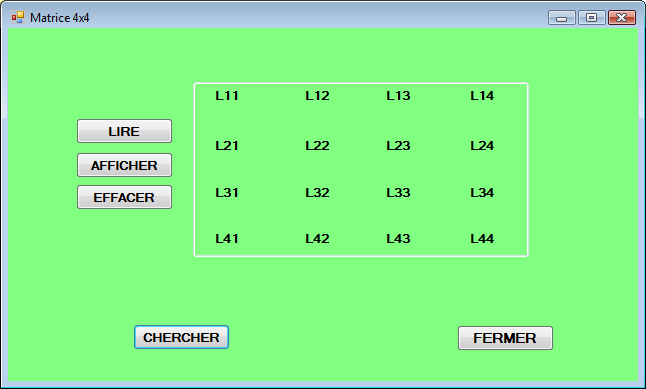 Matrice 4x4
L11 L12 L13 L14
LIRE
L21 L22 L23 L24
AFFICHER
EFFACER
L31 L32 L33 L34
L41 L42 L43 L44
CHERCHER
FERMER